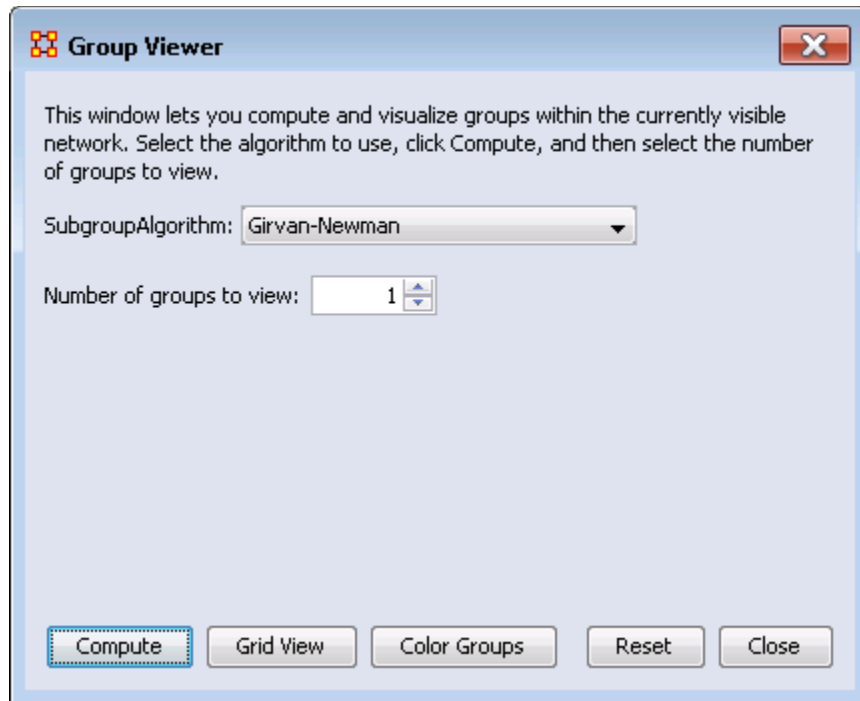 Group Viewer
This window lets you compute and visualize groups within the currently visible
network. Select the algorithm to use, click Compute, and then select the number
of groups to view.
SubgroupAlgorithm: Girvan-Newman
Number of groups to view: 1
Compute Grid View Color Groups Reset Close